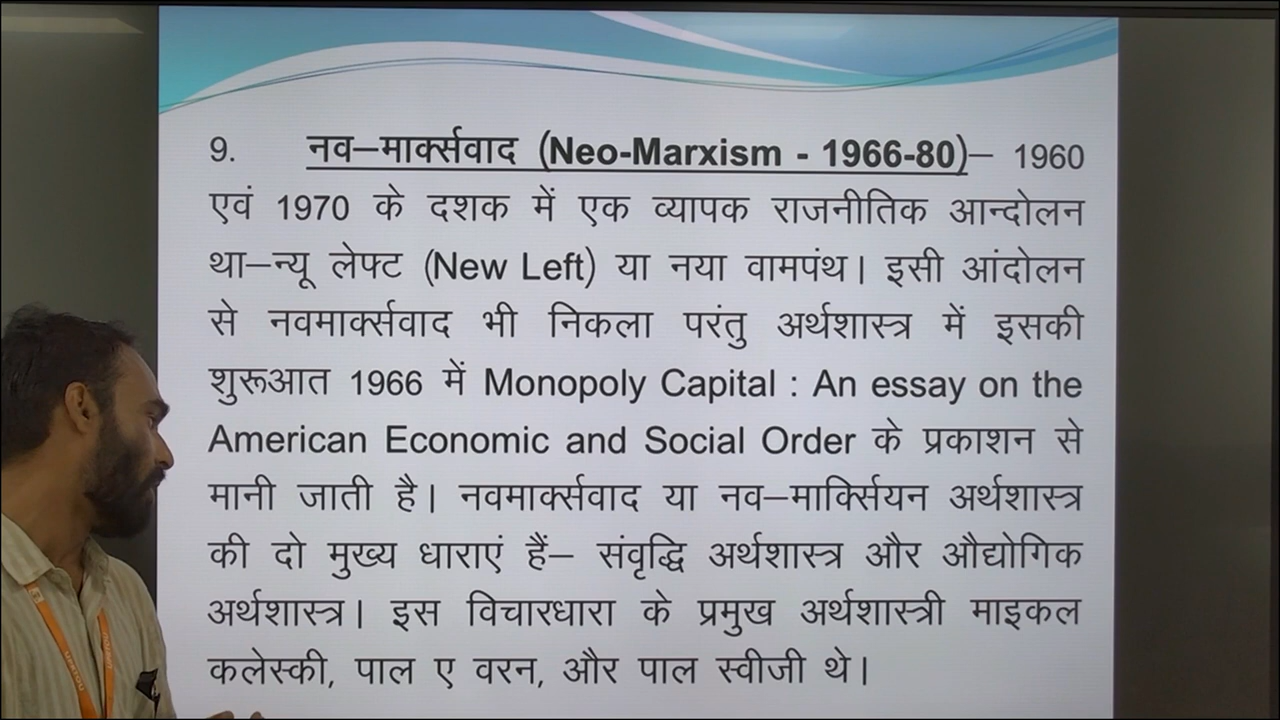 9. नव–मार्क्सवाद (Neo-Marxism - 1966-80)– 1960
एवं 1970 के दशक में एक व्यापक राजनीतिक आन्दोलन
था–न्यू लेफ्ट (New Left) या नया वामपंथ। इसी आंदोलन
से नवमार्क्सवाद भी निकला परंतु अर्थशास्त्र में इसकी
शुरूआत 1966 में Monopoly Capital : An essay on the
American Economic and Social Order के प्रकाशन से
मानी जाती है। नवमार्क्सवाद या नव–मार्क्सियन अर्थशास्त्र
की दो मुख्य धाराएं हैं– संवृद्धि अर्थशास्त्र और औद्योगिक
अर्थशास्त्र। इस विचारधारा के प्रमुख अर्थशास्त्री माइकल
कलेस्की, पाल ए वरन, और पाल स्वीजी थे।